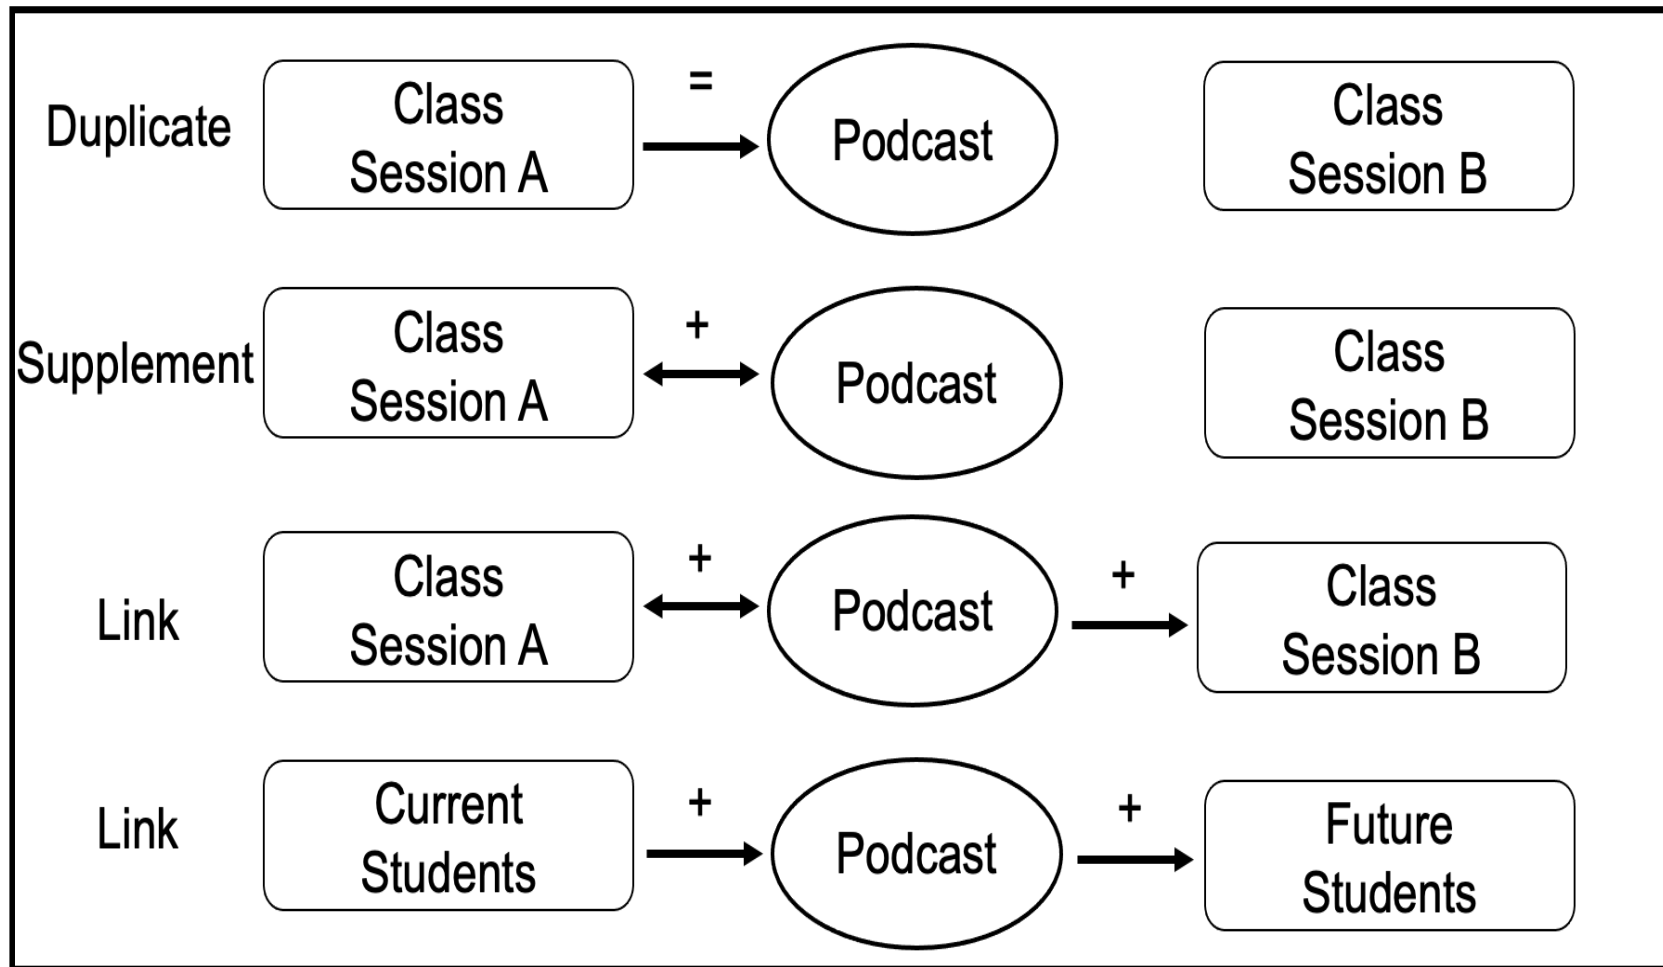 Duplicate
Class
Session A
=
Podcast
Class
Session B
Supplement
Class
Session A
+
Podcast
Class
Session B
Link
Class
Session A
+
Podcast
+
Class
Session B
Link
Current
Students
+
Podcast
+
Future
Students